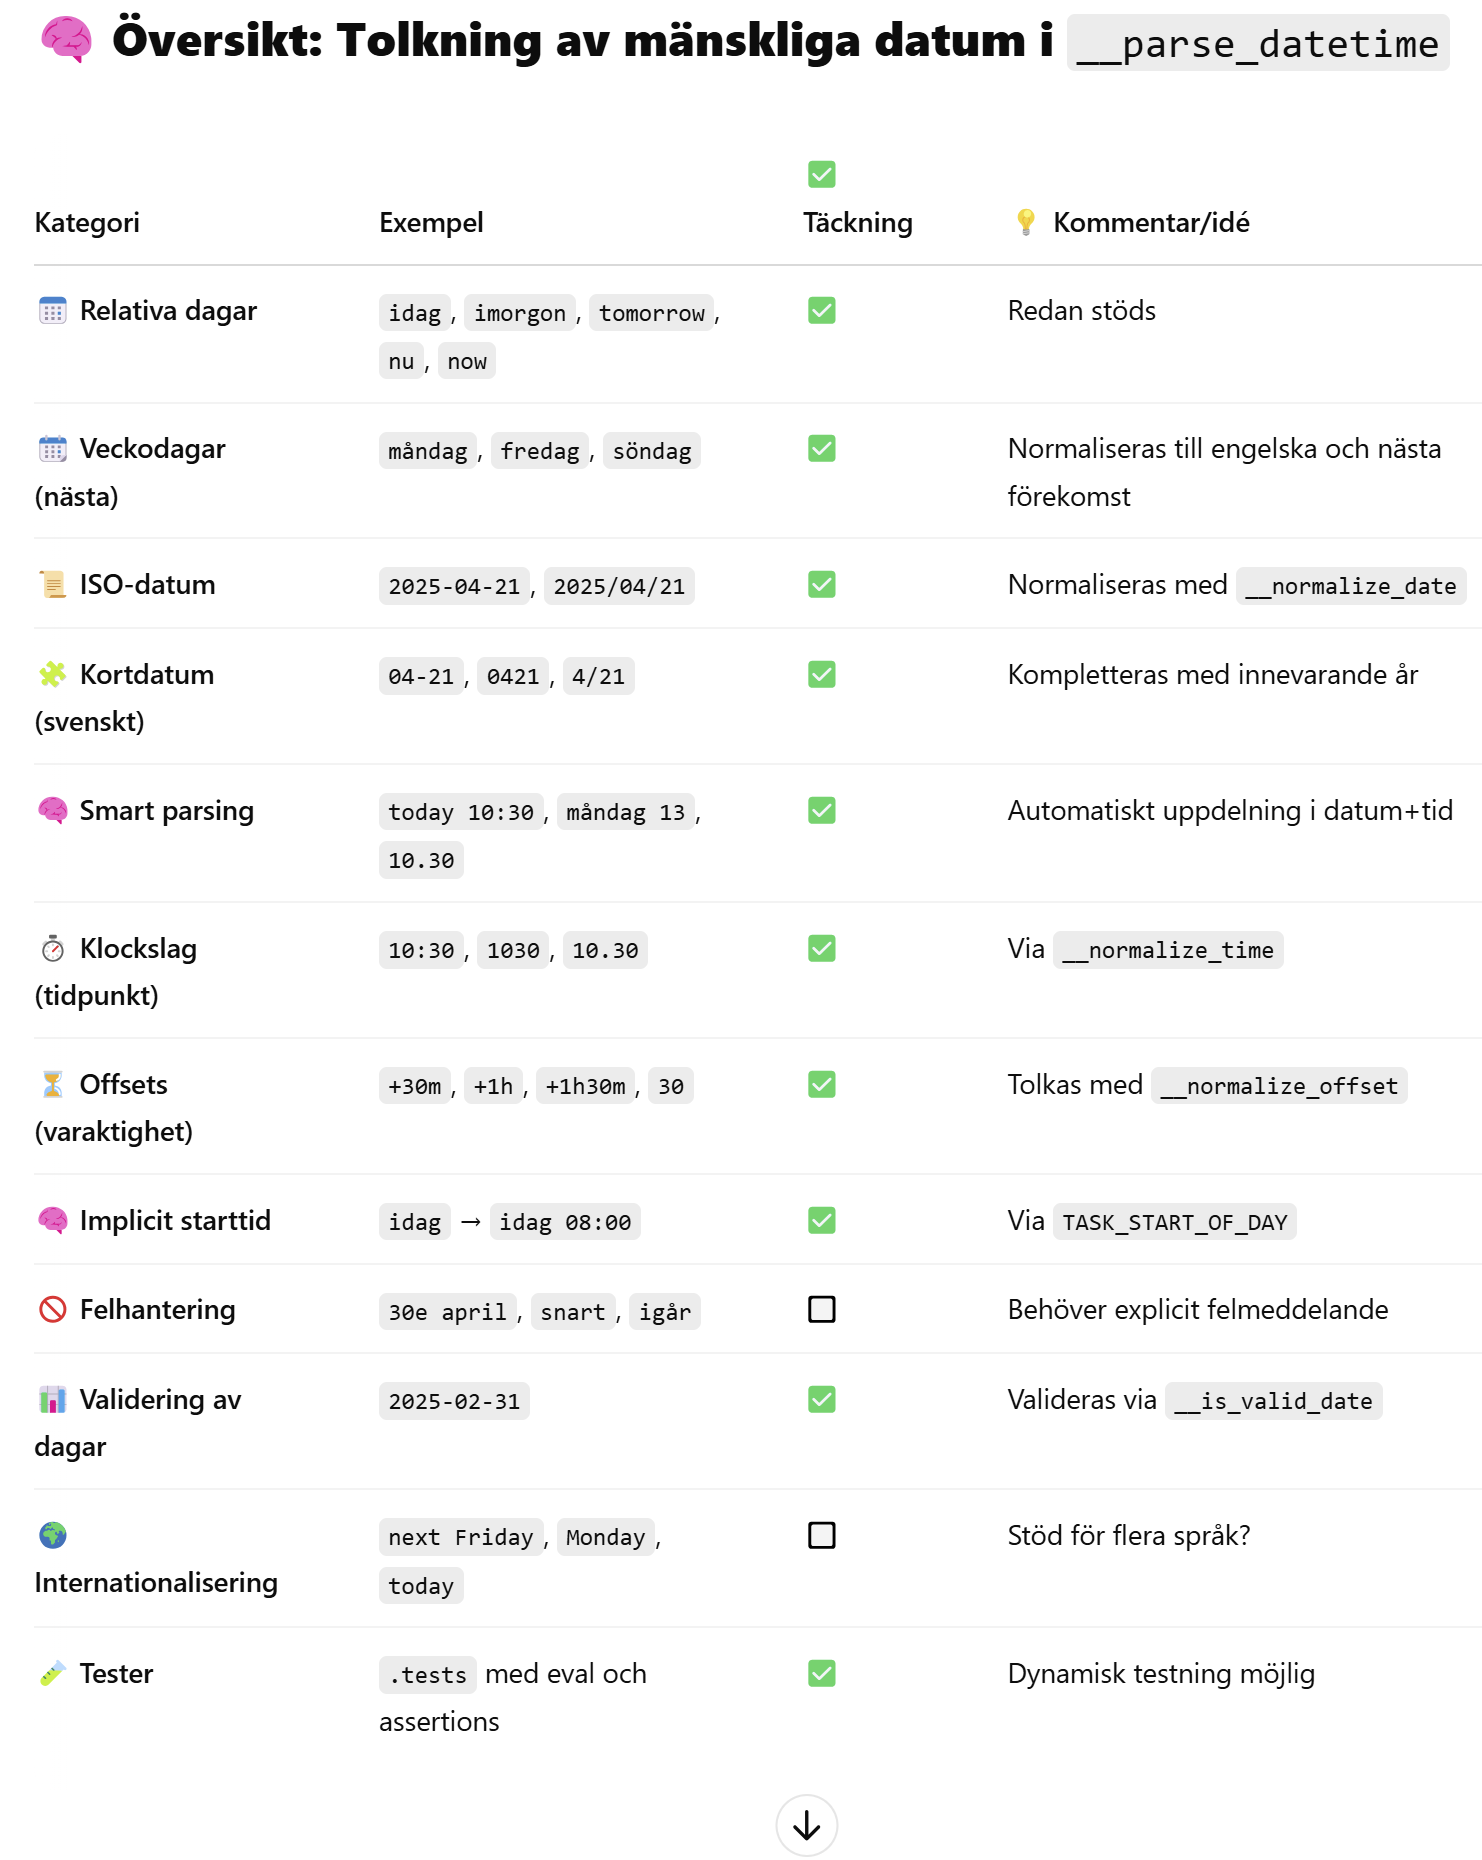 🧠 Översikt: Tolkning av mänskliga datum i __parse_datetime
✅
Kategori Exempel Täckning 💡 Kommentar/idé
📅 Relativa dagar idag, imorgon, tomorrow, ✅ Redan stöds
nu, now
📆 Veckodagar måndag, fredag, söndag ✅ Normaliseras till engelska och nästa
(nästa) förekomst
📜 ISO-datum 2025-04-21, 2025/04/21 ✅ Normaliseras med __normalize_date
🧩 Kortdatum 04-21, 0421, 4/21 ✅ Kompletteras med innevarande år
(svenskt)
🧠 Smart parsing today 10:30, måndag 13, ✅ Automatiskt uppdelning i datum+tid
10.30
⏱ Klockslag 10:30, 1030, 10.30 ✅ Via __normalize_time
(tidpunkt)
⏳ Offsets +30m, +1h, +1h30m, 30 ✅ Tolkas med __normalize_offset
(varaktighet)
🧠 Implicit starttid idag → idag 08:00 ✅ Via TASK_START_OF_DAY
🚫 Felhantering 30e april, snart, igår ☐ Behöver explicit felmeddelande
📊 Validering av 2025-02-31 ✅ Valideras via __is_valid_date
dagar
🌍 next Friday, Monday, ☐ Stöd för flera språk?
Internationalisering today
🧪 Tester .tests med eval och ✅ Dynamisk testning möjlig
assertions